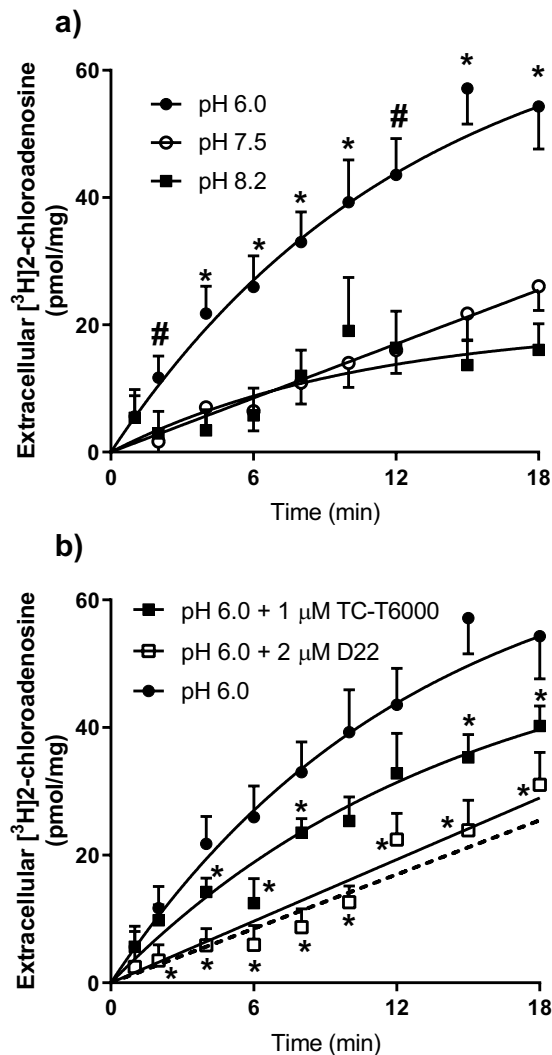 a)
Extracellular [³H]2-chloroadenosine
(pmol/mg)
60
40
20
0
pH 6.0
pH 7.5
pH 8.2
#
*
*
*
*
#
*
*
0
6
12
18
Time (min)
b)
Extracellular [³H]2-chloroadenosine
(pmol/mg)
60
40
20
0
pH 6.0 + 1 μM TC-T6000
pH 6.0 + 2 μM D22
pH 6.0
*
*
*
*
*
*
*
*
*
*
*
*
*
0
6
12
18
Time (min)